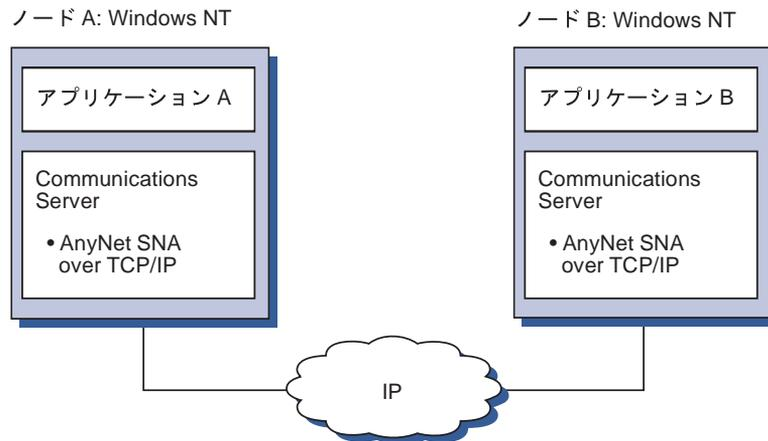 ノード A: Windows NT
アプリケーション A
Communications
Server
• AnyNet SNA
over TCP/IP
ノード B: Windows NT
アプリケーション B
Communications
Server
• AnyNet SNA
over TCP/IP
IP